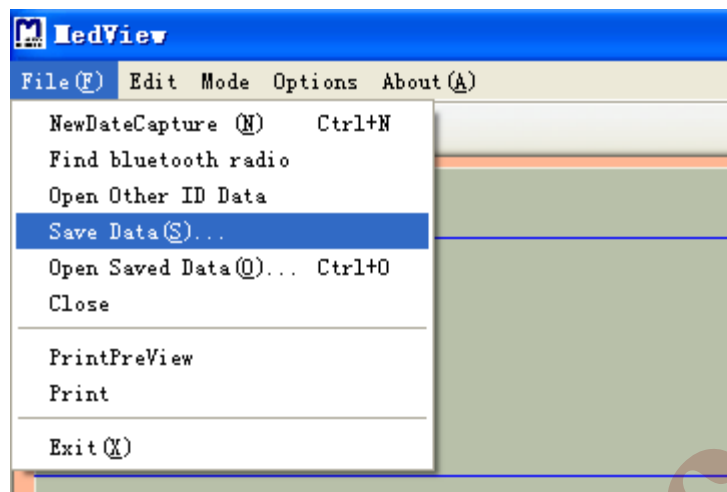 MedView
File(F) Edit Mode Options About(A)
NewDateCapture (N) Ctrl+N
Find bluetooth radio
Open Other ID Data
Save Data(S)...
Open Saved Data(O)... Ctrl+O
Close
PrintPreView
Print
Exit(X)